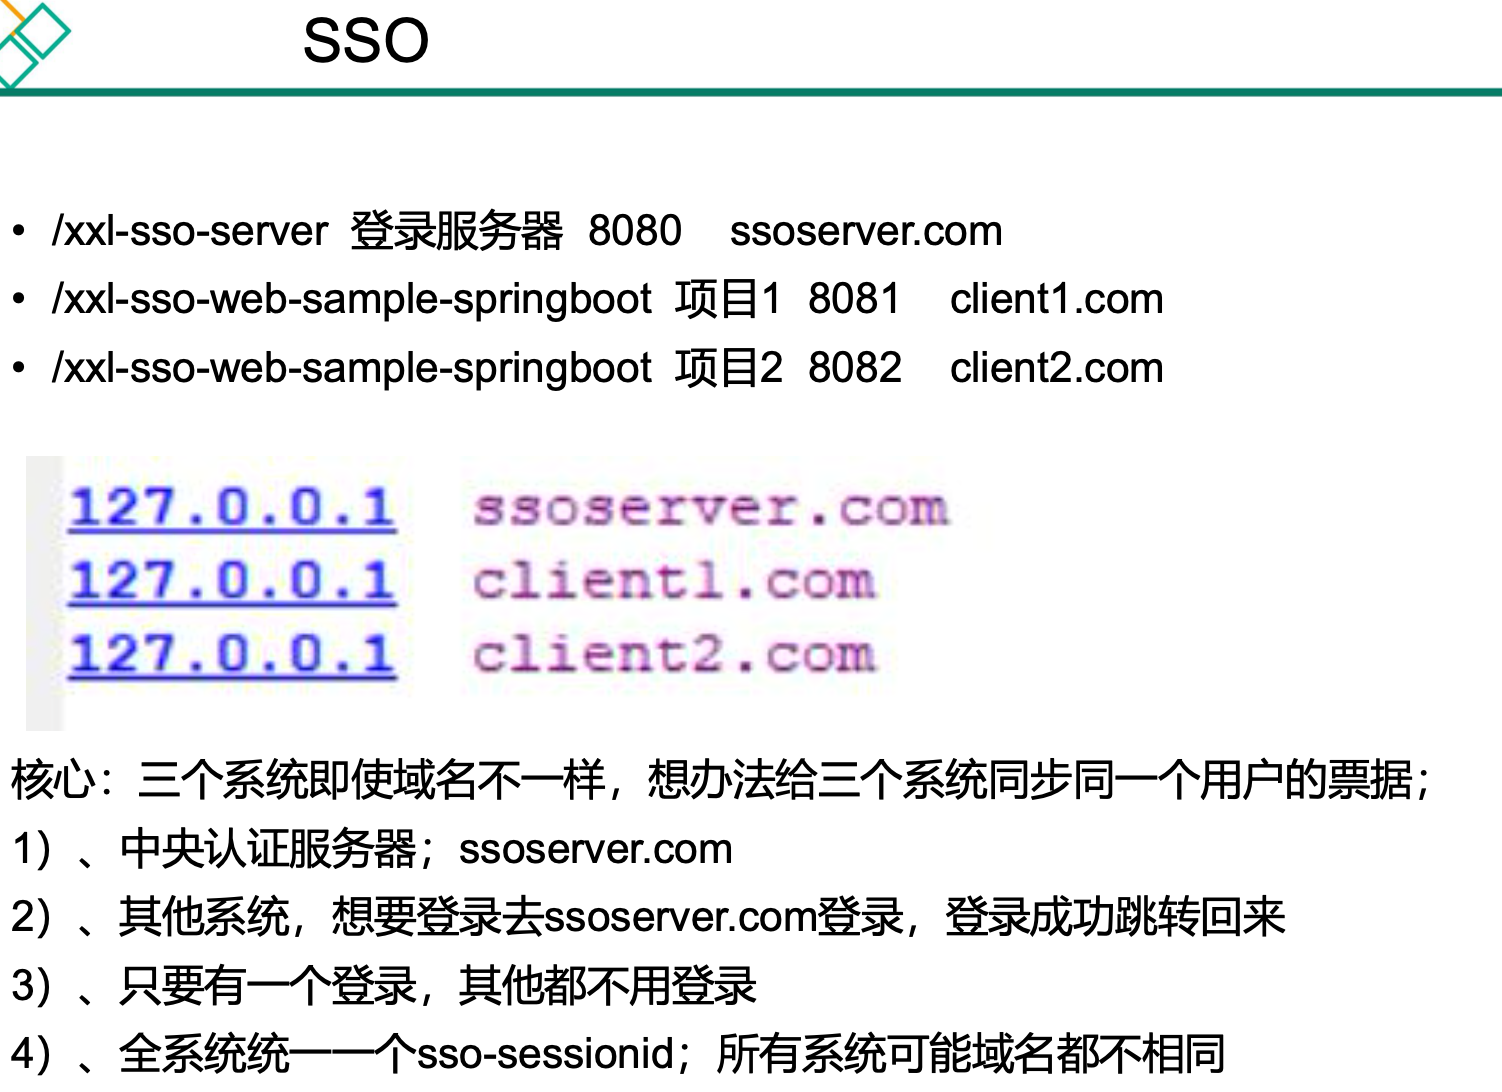 SSO
• /xxl-sso-server 登录服务器 8080 ssoserver.com
• /xxl-sso-web-sample-springboot 项目1 8081 client1.com
• /xxl-sso-web-sample-springboot 项目2 8082 client2.com
127.0.0.1 ssoserver.com
127.0.0.1 client1.com
127.0.0.1 client2.com
核心：三个系统即使域名不一样，想办法给三个系统同步同一个用户的票据；
1）、中央认证服务器；ssoserver.com
2）、其他系统，想要登录去ssoserver.com登录，登录成功跳转回来
3）、只要有一个登录，其他都不用登录
4）、全系统统一一个sso-sessionid；所有系统可能域名都不相同